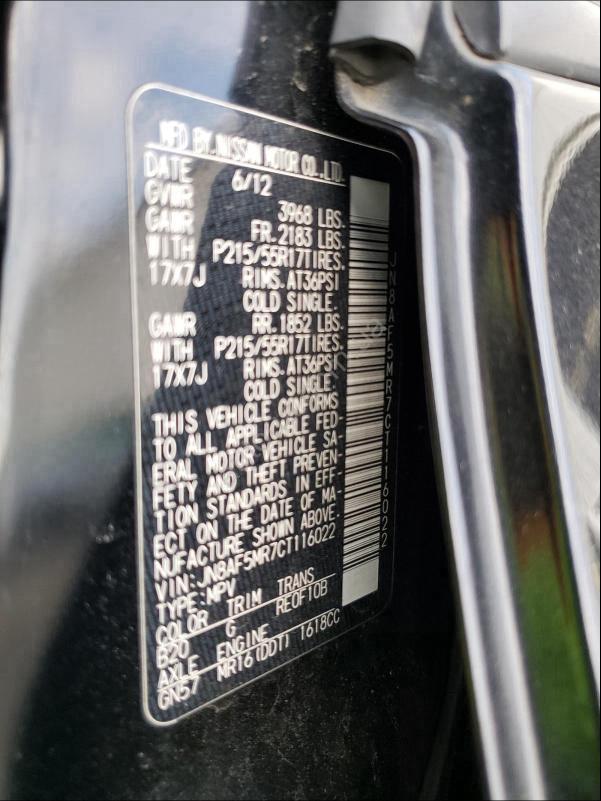 MFD BY.NISSAN MOTOR CO.,LTD.
DATE 6/12
GVWR 3968 LBS.
GAWR FR.2183 LBS.
WITH P215/55R17TIRES.
17X7J RIMS.AT36PSI
COLD SINGLE.
GAWR RR.1852 LBS.
WITH P215/55R17TIRES.
17X7J RIMS.AT36PSI
COLD SINGLE.
THIS VEHICLE CONFORMS
TO ALL APPLICABLE FED-
ERAL MOTOR VEHICLE SA-
FETY AND THEFT PREVEN-
TION STANDARDS IN EFF-
ECT ON THE DATE OF MA-
NUFACTURE SHOWN ABOVE.
VIN:JN8AF5MR7CT116022
TYPE:MPV
COLOR TRIM TRANS
B20 G RE0F10B
AXLE ENGINE
GN57 MR16(DDT) 1618CC
JN8AF5MR7CT116022